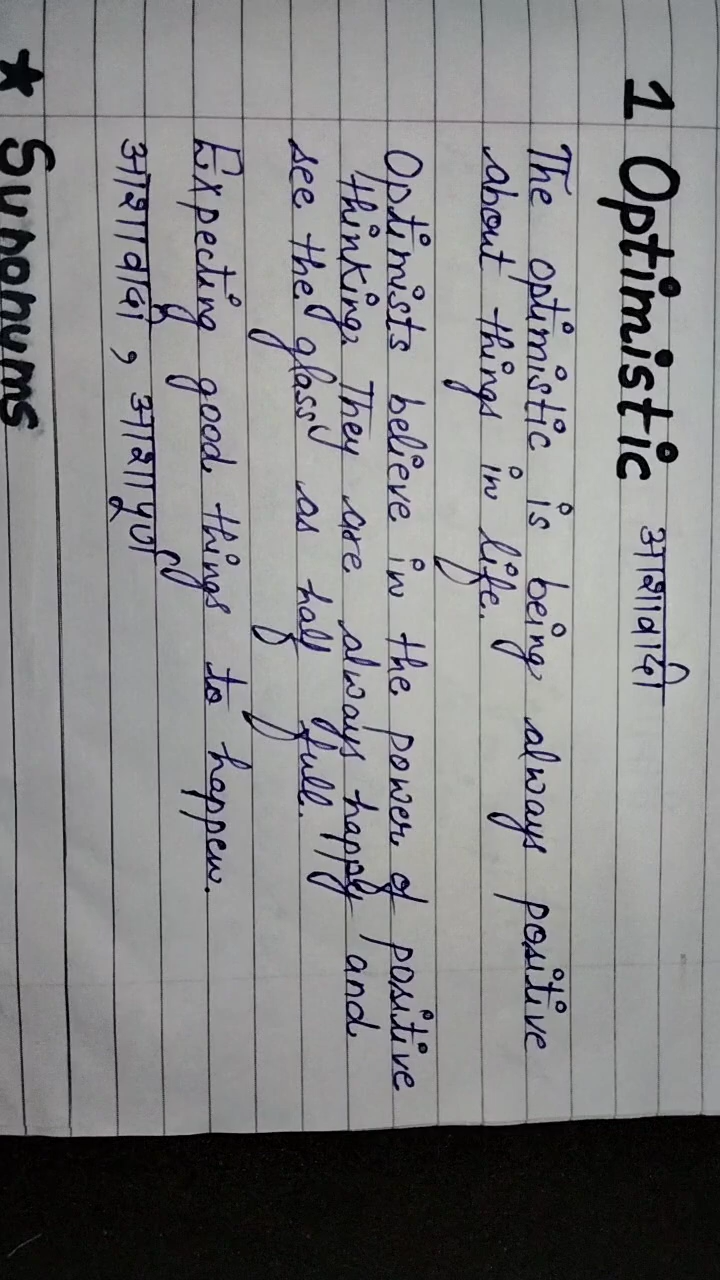 1 Optimistic आशावादी
The optimistic is being always positive
about things in life.
Optimists believe in the power of positive
thinking. They are always happy and
see the glass as half full.
Expecting good things to happen.
आशावादी, आशापूर्ण
★ Synonyms